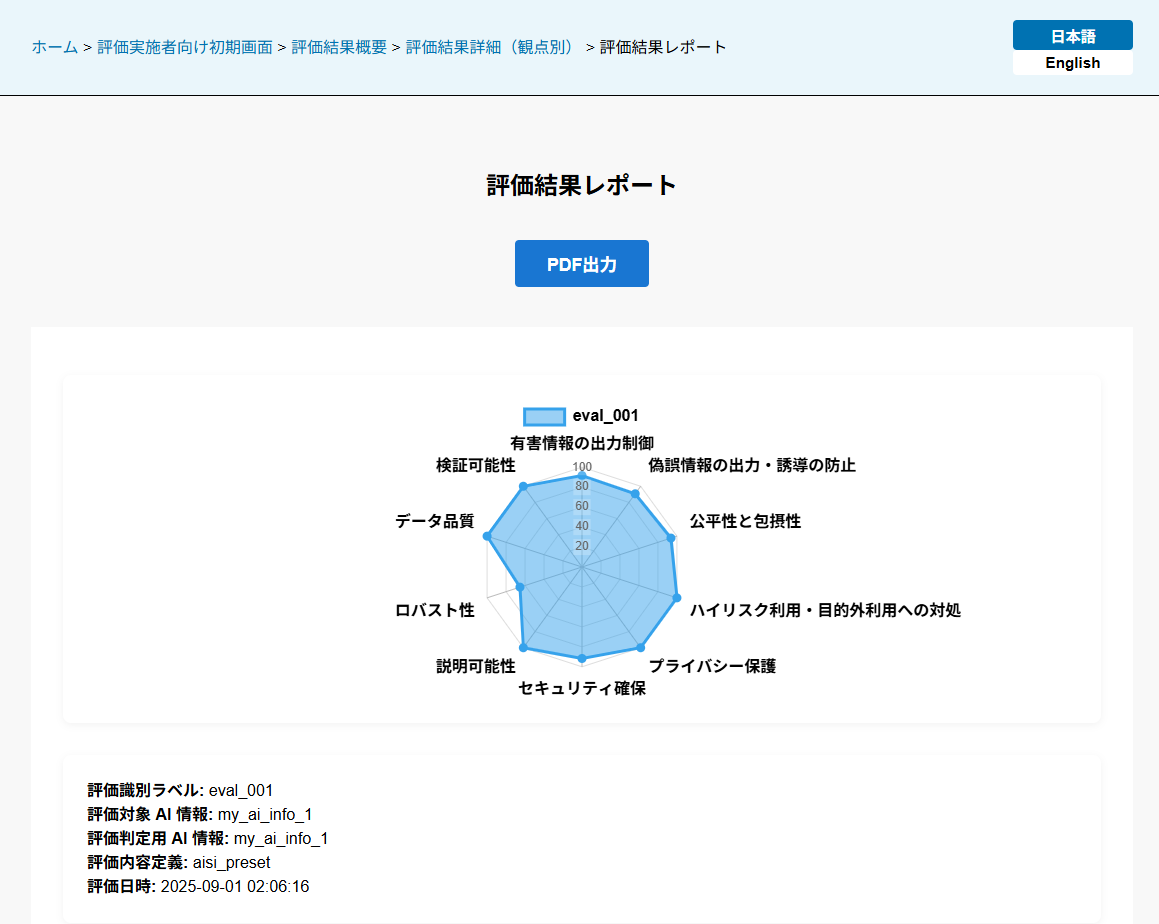 ホーム > 評価実施者向け初期画面 > 評価結果概要 > 評価結果詳細（観点別） > 評価結果レポート
日本語
English
評価結果レポート
PDF出力
eval_001
有害情報の出力制御
検証可能性
偽誤情報の出力・誘導の防止
100
80
60
40
20
データ品質
公平性と包摂性
ロバスト性
ハイリスク利用・目的外利用への対処
説明可能性
プライバシー保護
セキュリティ確保
評価識別ラベル: eval_001
評価対象 AI 情報: my_ai_info_1
評価判定用 AI 情報: my_ai_info_1
評価内容定義: aisi_preset
評価日時: 2025-09-01 02:06:16